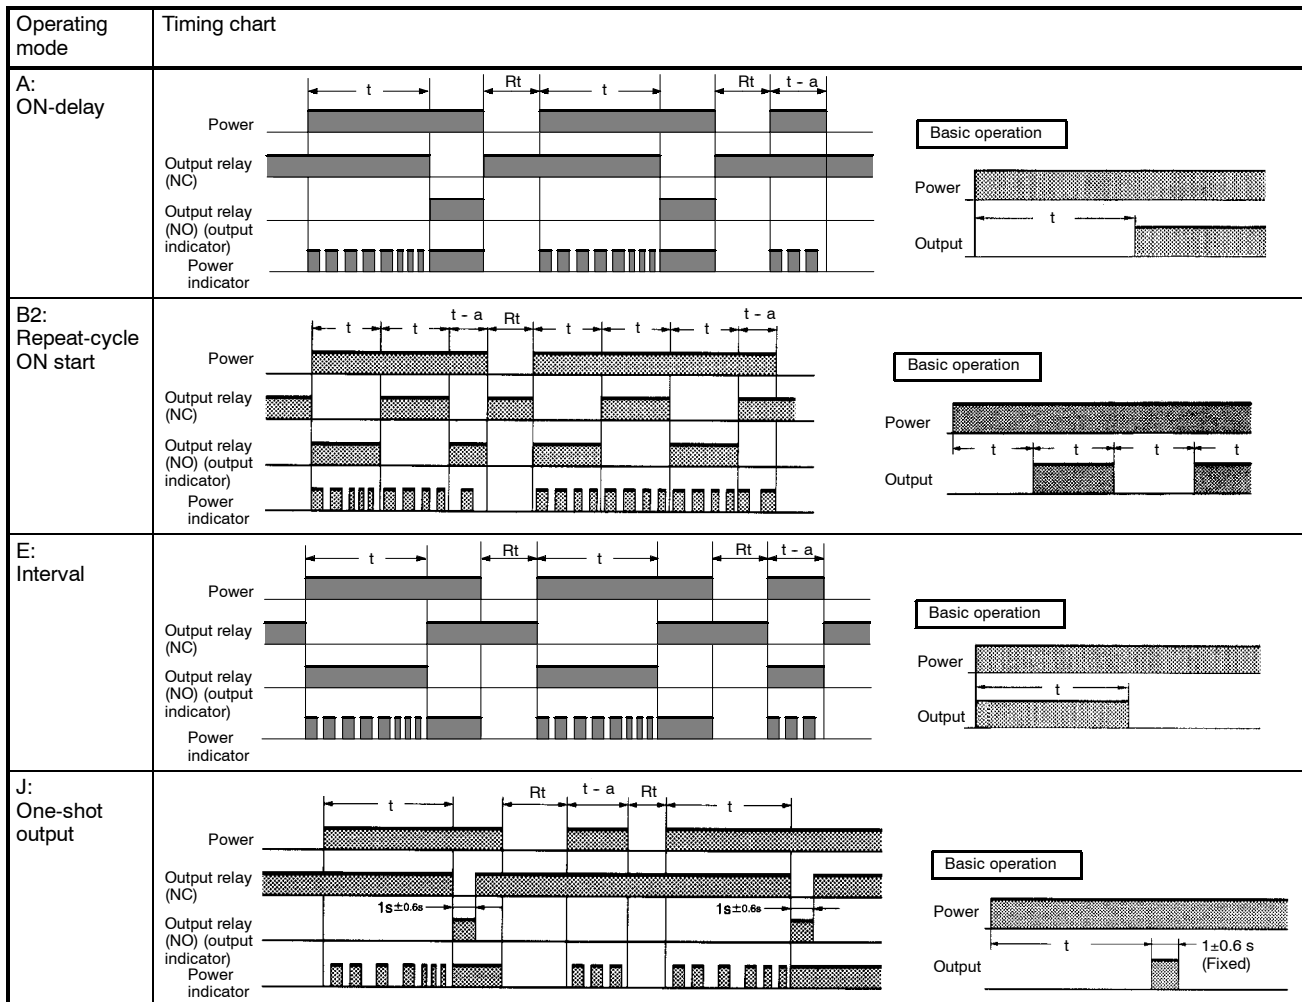 Operating
mode
Timing chart
A:
ON-delay
t
Rt
t
Rt
t - a
Power
Output relay
(NC)
Output relay
(NO) (output
indicator)
Power
indicator
Basic operation
Power
t
Output
B2:
Repeat-cycle
ON start
t
t
t - a
Rt
t
t
t
t - a
Power
Output relay
(NC)
Output relay
(NO) (output
indicator)
Power
indicator
Basic operation
Power
t
t
t
t
Output
E:
Interval
t
Rt
t
Rt
t - a
Power
Output relay
(NC)
Output relay
(NO) (output
indicator)
Power
indicator
Basic operation
Power
t
Output
J:
One-shot
output
t
Rt
t - a
Rt
t
Power
Output relay
(NC)
1s±0.6s
1s±0.6s
Output relay
(NO) (output
indicator)
Power
indicator
Basic operation
Power
t
1±0.6 s
(Fixed)
Output